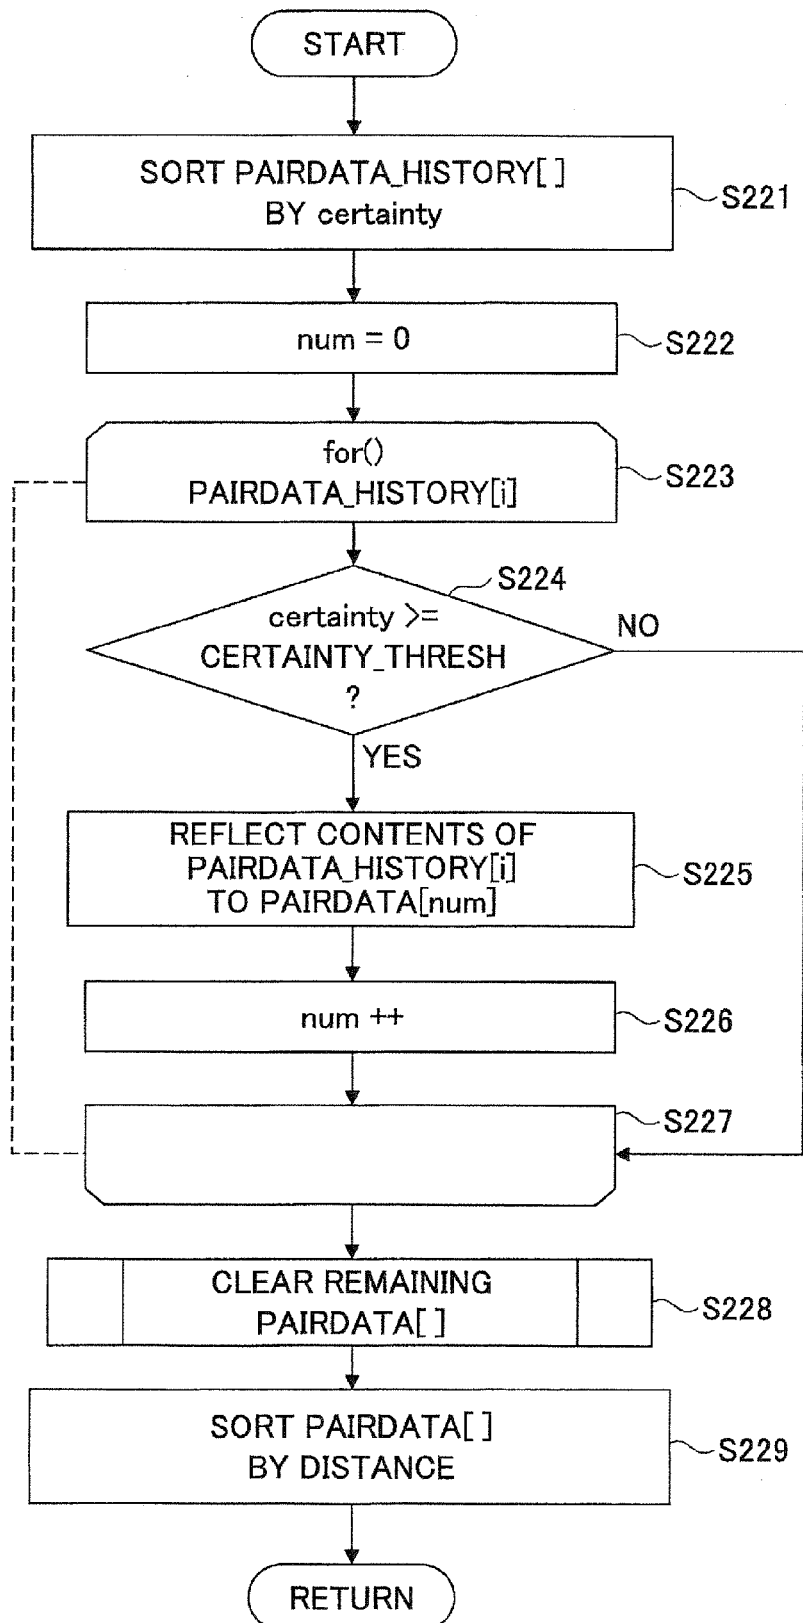 START
SORT PAIRDATA_HISTORY[ ]
BY certainty
S221
num = 0
S222
for()
PAIRDATA_HISTORY[i]
S223
S224
certainty >=
CERTAINTY_THRESH
?
NO
YES
REFLECT CONTENTS OF
PAIRDATA_HISTORY[i]
TO PAIRDATA[num]
S225
num ++
S226
S227
CLEAR REMAINING
PAIRDATA[ ]
S228
SORT PAIRDATA[ ]
BY DISTANCE
S229
RETURN